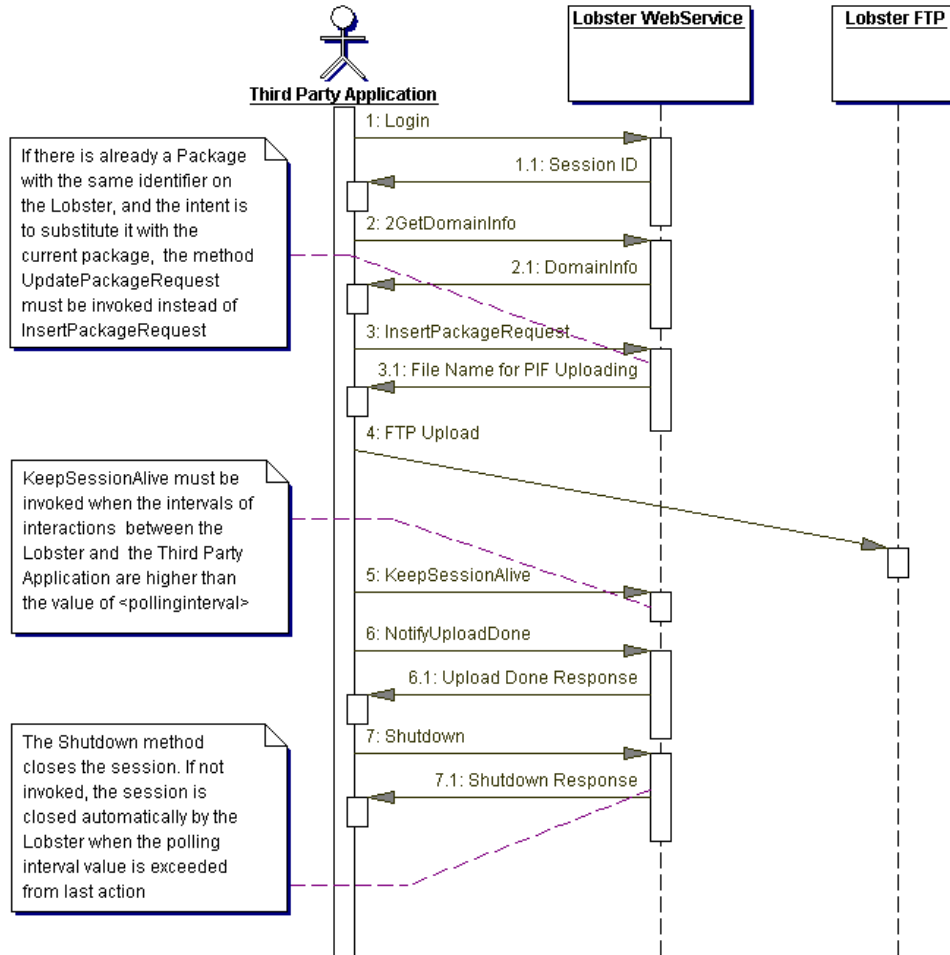 Lobster WebService
Lobster FTP
Third Party Application
1: Login
If there is already a Package
with the same identifier on
the Lobster, and the intent is
to substitute it with the
current package, the method
UpdatePackageRequest
must be invoked instead of
InsertPackageRequest
1.1: Session ID
2: 2GetDomainInfo
2.1: DomainInfo
3: InsertPackageRequest
3.1: File Name for PIF Uploading
4: FTP Upload
KeepSessionAlive must be
invoked when the intervals of
interactions between the
Lobster and the Third Party
Application are higher than
the value of <pollinginterval>
5: KeepSessionAlive
6: NotifyUploadDone
6.1: Upload Done Response
7: Shutdown
The Shutdown method
closes the session. If not
invoked, the session is
closed automatically by the
Lobster when the polling
interval value is exceeded
from last action
7.1: Shutdown Response